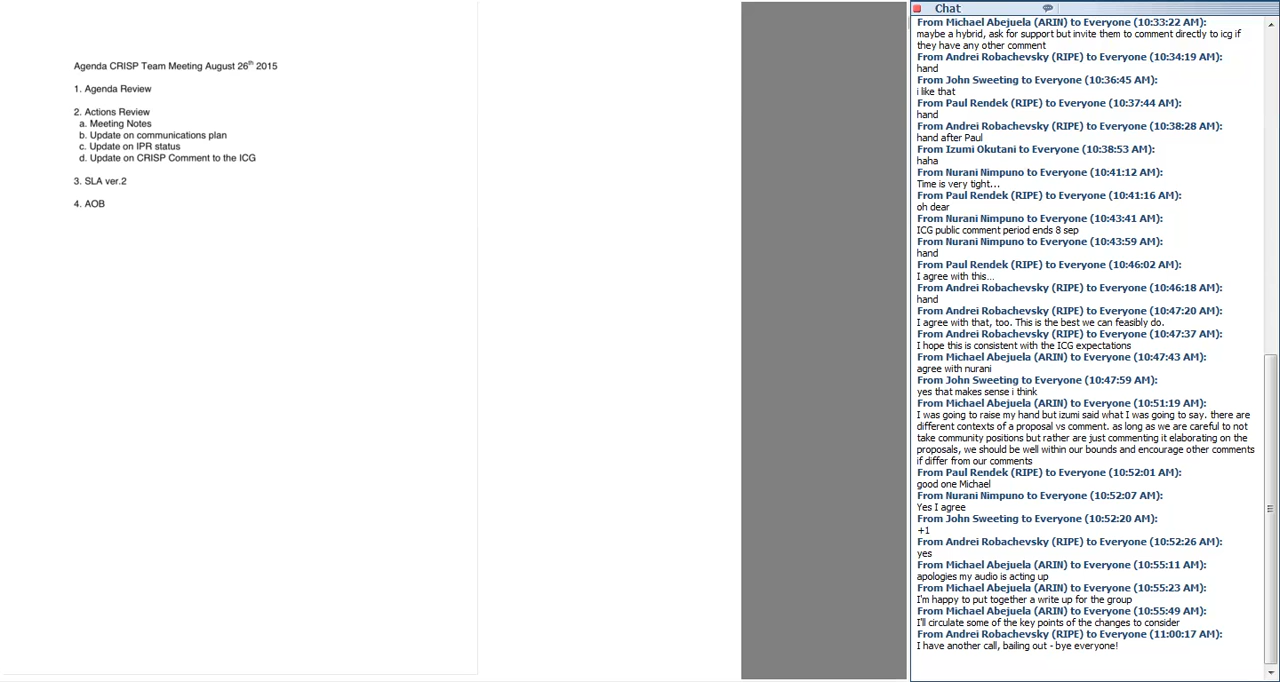 Agenda CRISP Team Meeting August 26th 2015
1. Agenda Review
2. Actions Review
a. Meeting Notes
b. Update on communications plan
c. Update on IPR status
d. Update on CRISP Comment to the ICG
3. SLA ver.2
4. AOB
Chat
From Michael Abejuela (ARIN) to Everyone (10:33:22 AM):
maybe a hybrid, ask for support but invite them to comment directly to icg if
they have any other comment
From Andrei Robachevsky (RIPE) to Everyone (10:34:19 AM):
hand
From John Sweeting to Everyone (10:36:45 AM):
i like that
From Paul Rendek (RIPE) to Everyone (10:37:44 AM):
hand
From Andrei Robachevsky (RIPE) to Everyone (10:38:28 AM):
hand after Paul
From Izumi Okutani to Everyone (10:38:53 AM):
haha
From Nurani Nimpuno to Everyone (10:41:12 AM):
Time is very tight...
From Paul Rendek (RIPE) to Everyone (10:41:16 AM):
oh dear
From Nurani Nimpuno to Everyone (10:43:41 AM):
ICG public comment period ends 8 sep
From Nurani Nimpuno to Everyone (10:43:59 AM):
hand
From Paul Rendek (RIPE) to Everyone (10:46:02 AM):
I agree with this...
From Andrei Robachevsky (RIPE) to Everyone (10:46:18 AM):
hand
From Andrei Robachevsky (RIPE) to Everyone (10:47:20 AM):
I agree with that, too. This is the best we can feasibly do.
From Andrei Robachevsky (RIPE) to Everyone (10:47:37 AM):
I hope this is consistent with the ICG expectations
From Michael Abejuela (ARIN) to Everyone (10:47:43 AM):
agree with nurani
From John Sweeting to Everyone (10:47:59 AM):
yes that makes sense i think
From Michael Abejuela (ARIN) to Everyone (10:51:19 AM):
I was going to raise my hand but izumi said what I was going to say. there are
different contexts of a proposal vs comment. as long as we are careful to not
take community positions but rather are just commenting it elaborating on the
proposals, we should be well within our bounds and encourage other comments
if differ from our comments
From Paul Rendek (RIPE) to Everyone (10:52:01 AM):
good one Michael
From Nurani Nimpuno to Everyone (10:52:07 AM):
Yes I agree
From John Sweeting to Everyone (10:52:20 AM):
+1
From Andrei Robachevsky (RIPE) to Everyone (10:52:26 AM):
yes
From Michael Abejuela (ARIN) to Everyone (10:55:11 AM):
apologies my audio is acting up
From Michael Abejuela (ARIN) to Everyone (10:55:23 AM):
I'm happy to put together a write up for the group
From Michael Abejuela (ARIN) to Everyone (10:55:49 AM):
I'll circulate some of the key points of the changes to consider
From Andrei Robachevsky (RIPE) to Everyone (11:00:17 AM):
I have another call, bailing out - bye everyone!